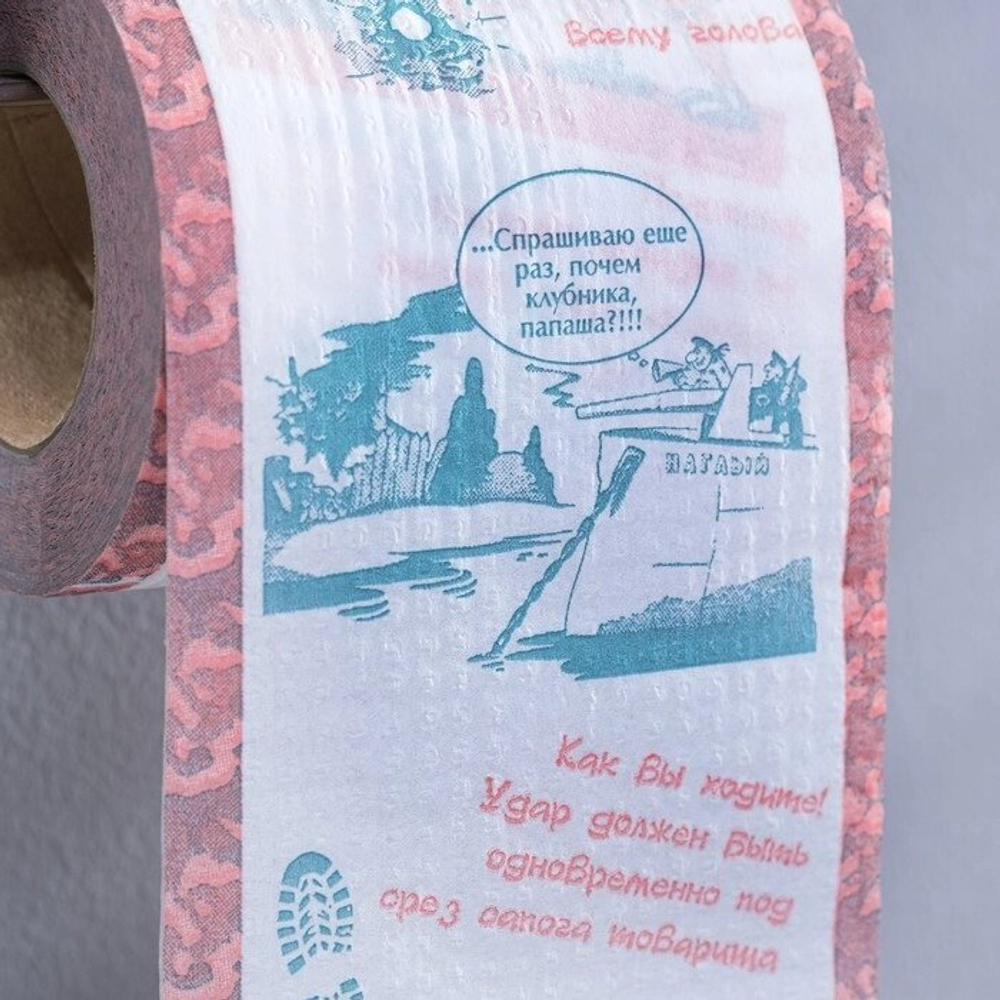 Всему голова
...Спрашиваю еще
раз, почем
клубника,
папаша?!!!
НАГЛЫЙ
Как Вы ходите!
Удар должен Быть
одновременно под
срез сапога товарища